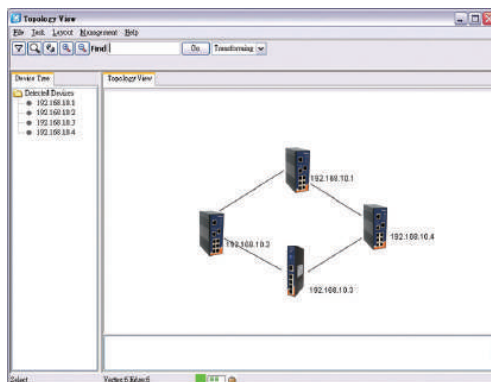 Topology View
File Task Layout Management Help
Find Go Transforming
Device Tree
Topology View
Detected Devices
192.168.10.1
192.168.10.2
192.168.10.3
192.168.10.4
192.168.10.1
192.168.10.2
192.168.10.4
192.168.10.3
Select